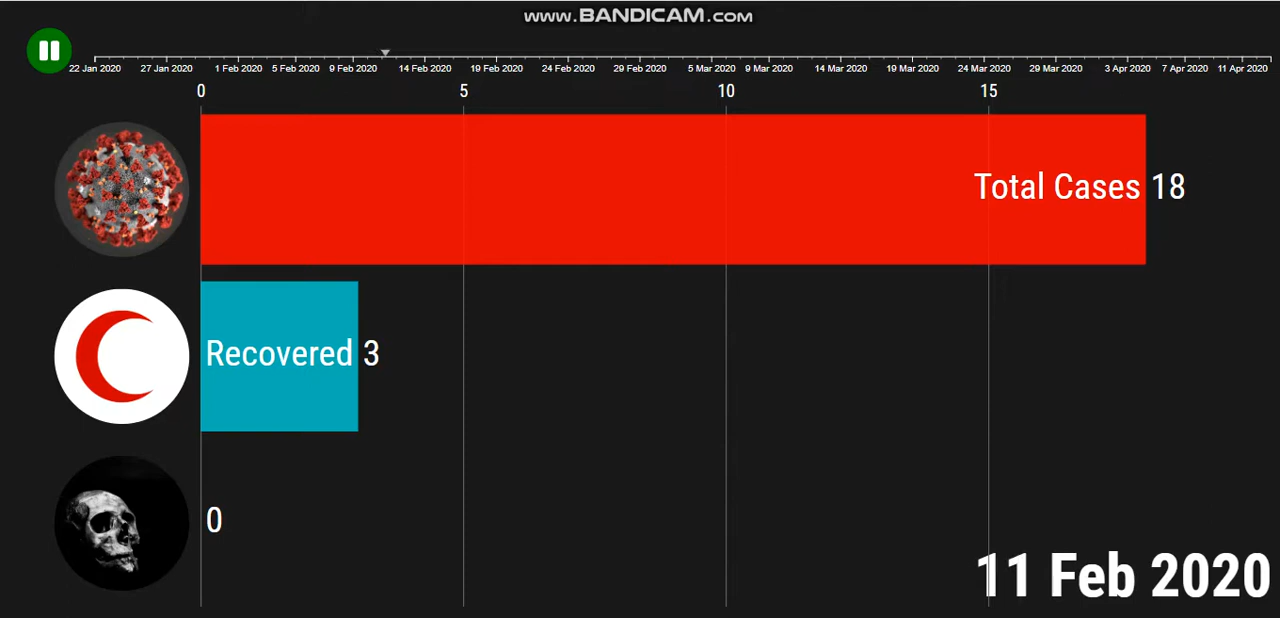 www.BANDICAM.com
22 Jan 2020 27 Jan 2020 1 Feb 2020 5 Feb 2020 9 Feb 2020 14 Feb 2020 19 Feb 2020 24 Feb 2020 29 Feb 2020 5 Mar 2020 9 Mar 2020 14 Mar 2020 19 Mar 2020 24 Mar 2020 29 Mar 2020 3 Apr 2020 7 Apr 2020 11 Apr 2020
0 5 10 15
Total Cases 18
Recovered 3
0
11 Feb 2020